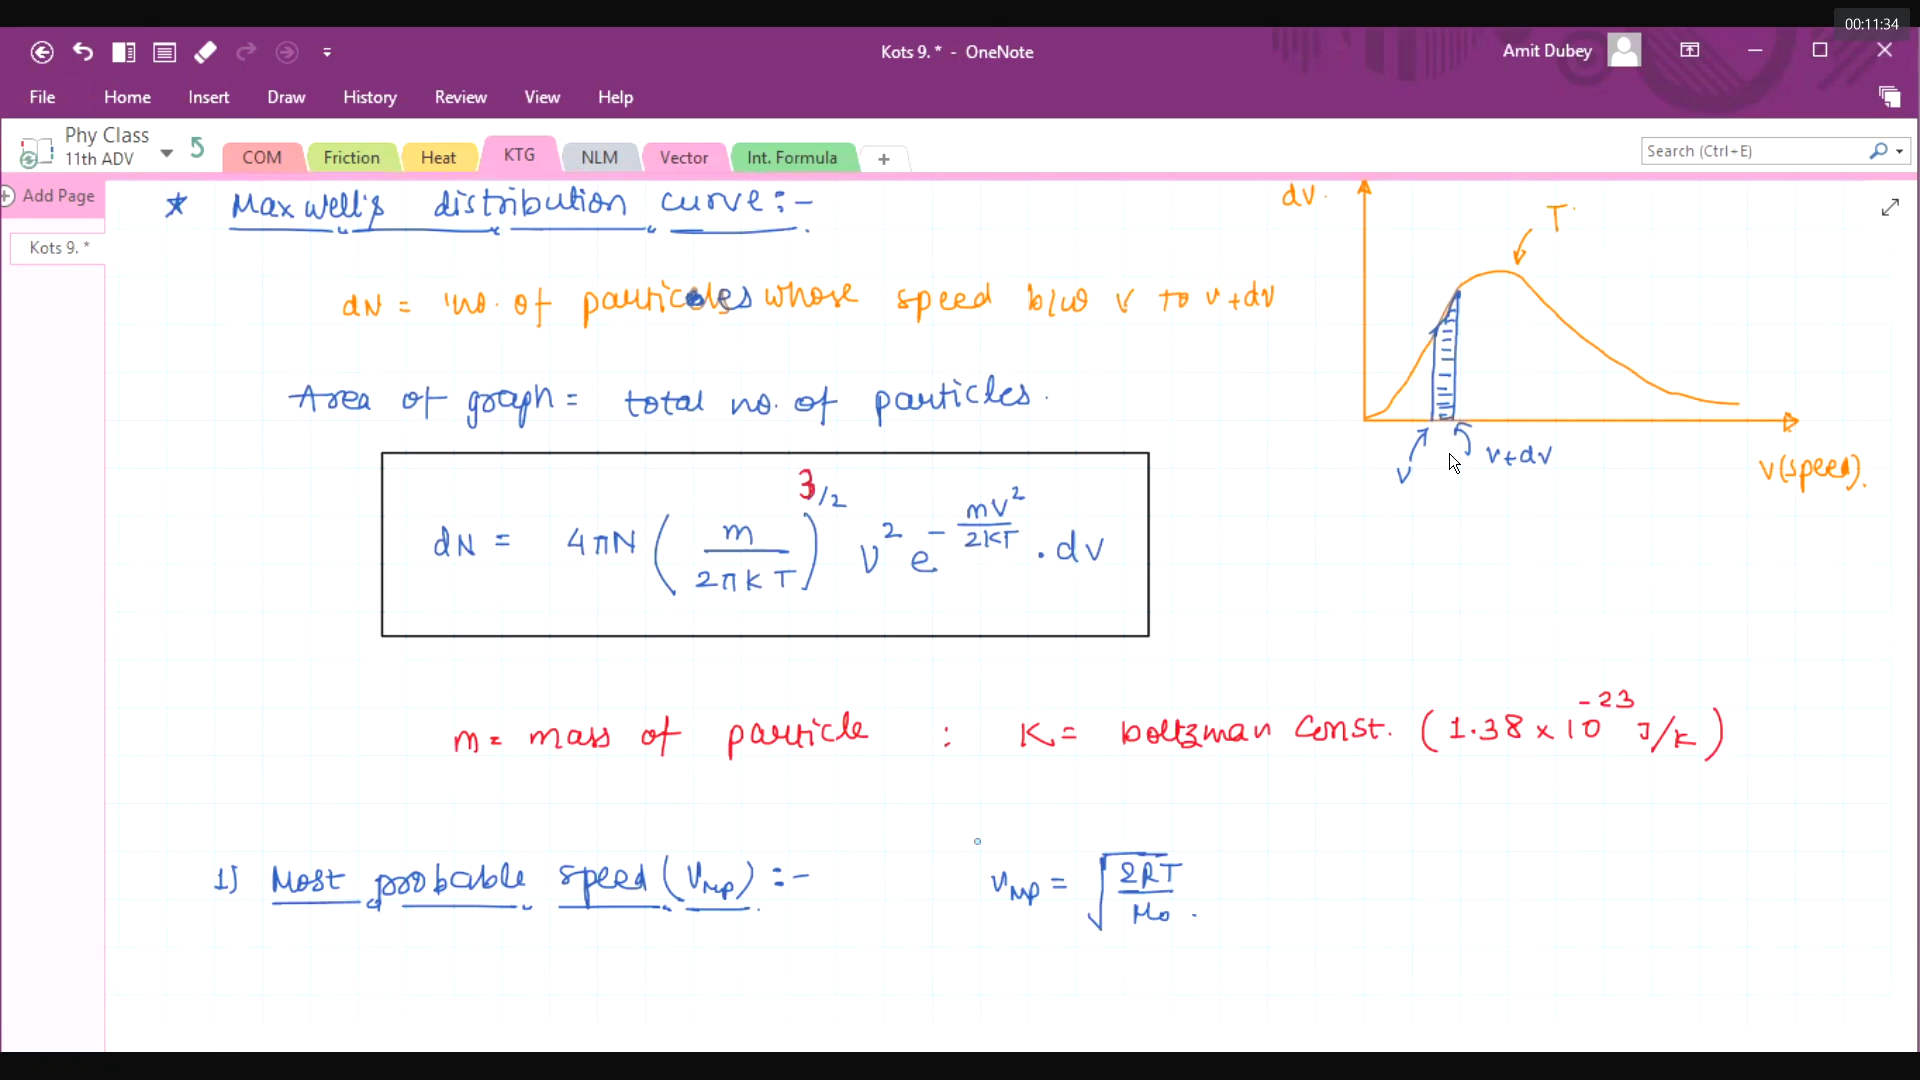 00:11:34
Kots 9. * - OneNote
Amit Dubey
File Home Insert Draw History Review View Help
Phy Class
11th ADV
COM Friction Heat KTG NLM Vector Int. Formula +
Search (Ctrl+E)
Add Page
Kots 9. *
* Maxwell's distribution curve:-
dN = no. of particles whose speed b/w v to v+dv
Area of graph = total no. of particles.
dN = 4πN (m/2πKT)^3/2 v^2 e^-mv^2/2KT . dv
m = mass of particle : K = boltzman const. (1.38 x 10^-23 J/K)
1) Most probable speed (Vmp) :-
Vmp = √2RT/Mo .
dv.
T
v
v+dv
v(speed).